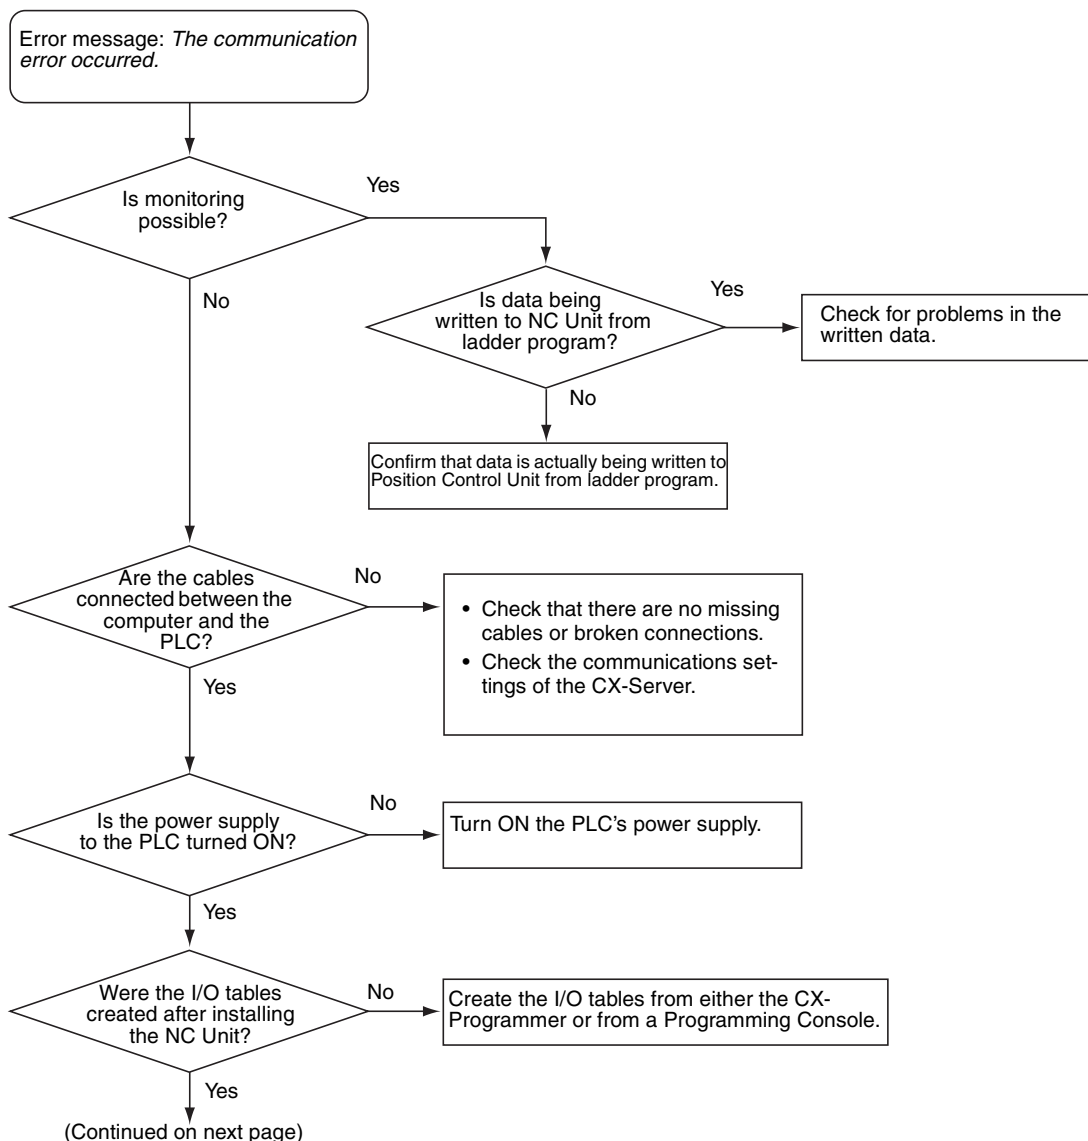 Error message: The communication
error occurred.
Is monitoring
possible?
Yes
No
Is data being
written to NC Unit from
ladder program?
Yes
Check for problems in the
written data.
No
Confirm that data is actually being written to
Position Control Unit from ladder program.
Are the cables
connected between the
computer and the
PLC?
No
• Check that there are no missing
cables or broken connections.
• Check the communications set-
tings of the CX-Server.
Yes
Is the power supply
to the PLC turned ON?
No
Turn ON the PLC's power supply.
Yes
Were the I/O tables
created after installing
the NC Unit?
No
Create the I/O tables from either the CX-
Programmer or from a Programming Console.
Yes
(Continued on next page)